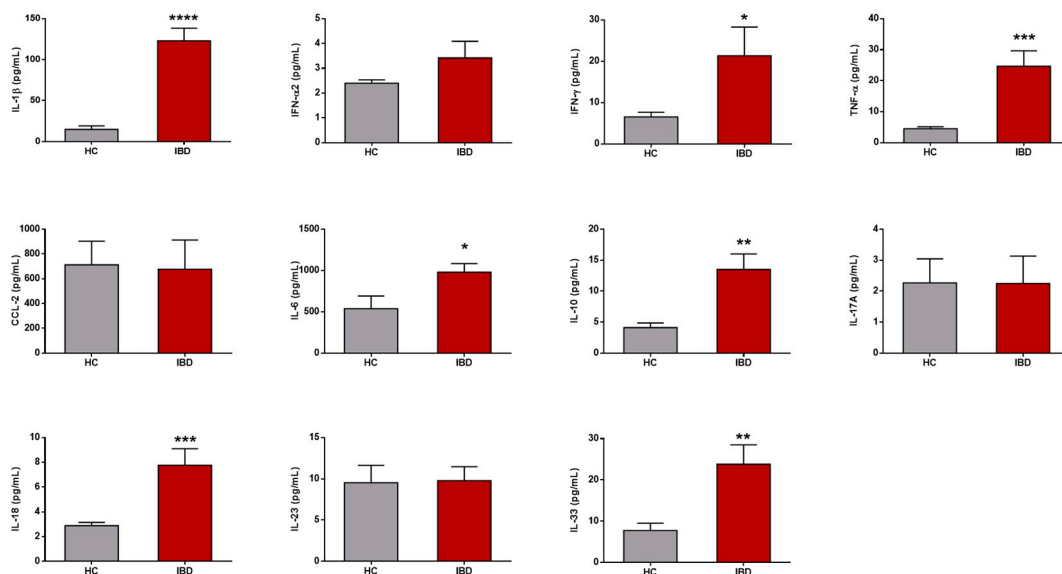 IL-1β (pg/mL)
150
100
50
0
****
HC
IBD
IFN-α2 (pg/mL)
5
4
3
2
1
0
HC
IBD
IFN-γ (pg/mL)
30
20
10
0
*
HC
IBD
TNF-α (pg/mL)
40
30
20
10
0
***
HC
IBD
CCL-2 (pg/mL)
1000
800
600
400
200
0
HC
IBD
IL-6 (pg/mL)
1500
1000
500
0
*
HC
IBD
IL-10 (pg/mL)
20
15
10
5
0
**
HC
IBD
IL-17A (pg/mL)
4
3
2
1
0
HC
IBD
IL-18 (pg/mL)
10
8
6
4
2
0
***
HC
IBD
IL-23 (pg/mL)
15
10
5
0
HC
IBD
IL-33 (pg/mL)
30
20
10
0
**
HC
IBD